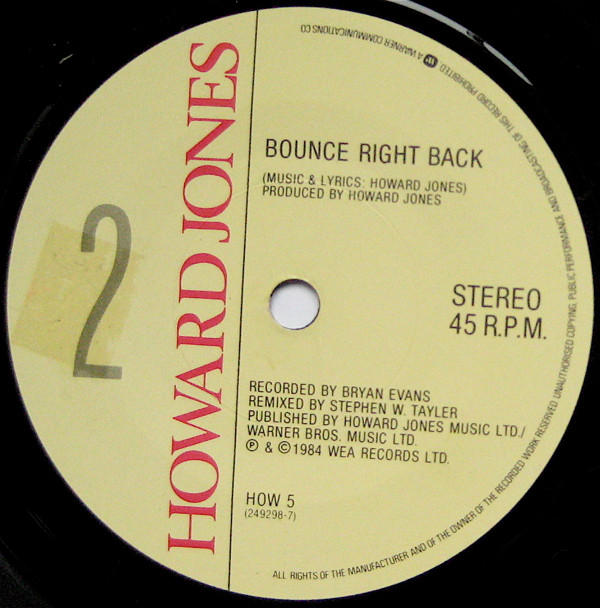 HOWARD JONES
2
BOUNCE RIGHT BACK
(MUSIC & LYRICS: HOWARD JONES)
PRODUCED BY HOWARD JONES
STEREO
45 R.P.M.
RECORDED BY BRYAN EVANS
REMIXED BY STEPHEN W. TAYLER
PUBLISHED BY HOWARD JONES MUSIC LTD./
WARNER BROS. MUSIC LTD.
℗ & ©1984 WEA RECORDS LTD.
HOW 5
(249298-7)
ALL RIGHTS OF THE MANUFACTURER AND OF THE OWNER OF THE RECORDED WORK RESERVED UNAUTHORISED COPYING, PUBLIC PERFORMANCE AND BROADCASTING OF THIS RECORD PROHIBITED A WARNER COMMUNICATIONS CO